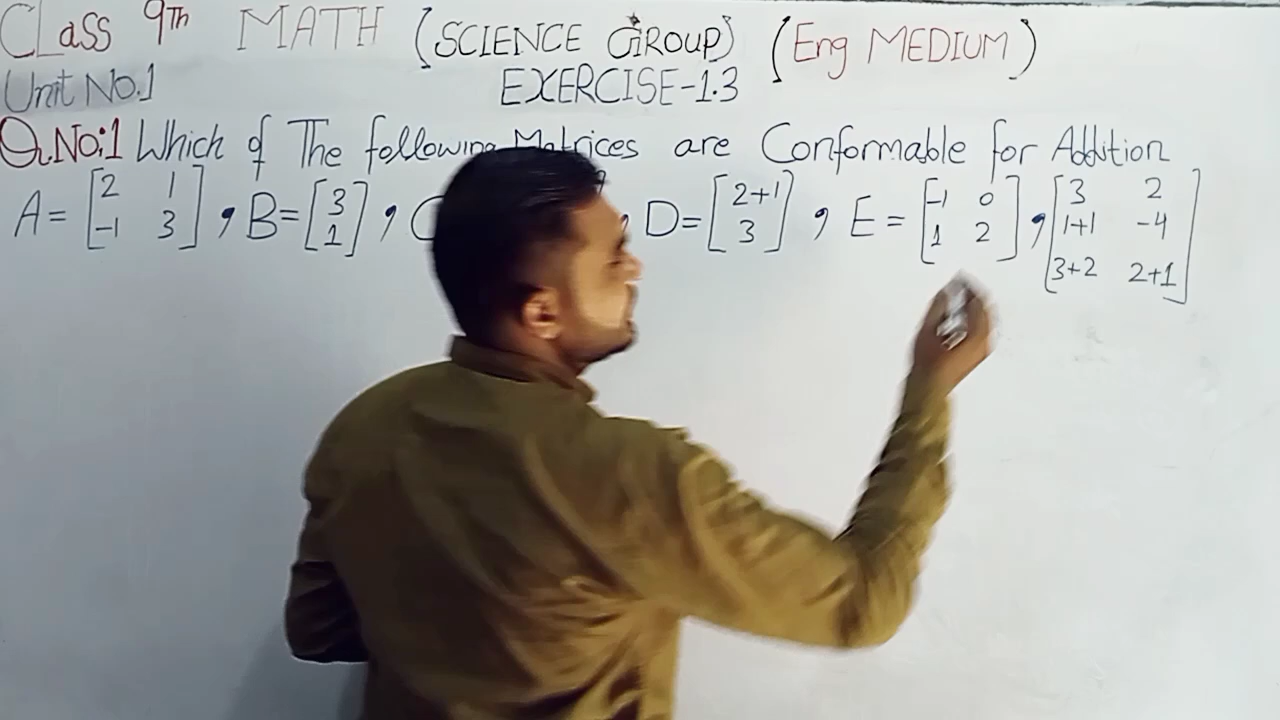 CLass 9Th MATH (SCIENCE GROUP) (Eng MEDIUM)
Unit No.1 EXERCISE-1.3
Q.No:1 Which of The following Matrices are Conformable for Addition
A = [2 1 , B = [3 , C , D = [2+1 , E = [-1 0 , [3 2
-1 3] 1] 3] 1 2] 1+1 -4
3+2 2+1]